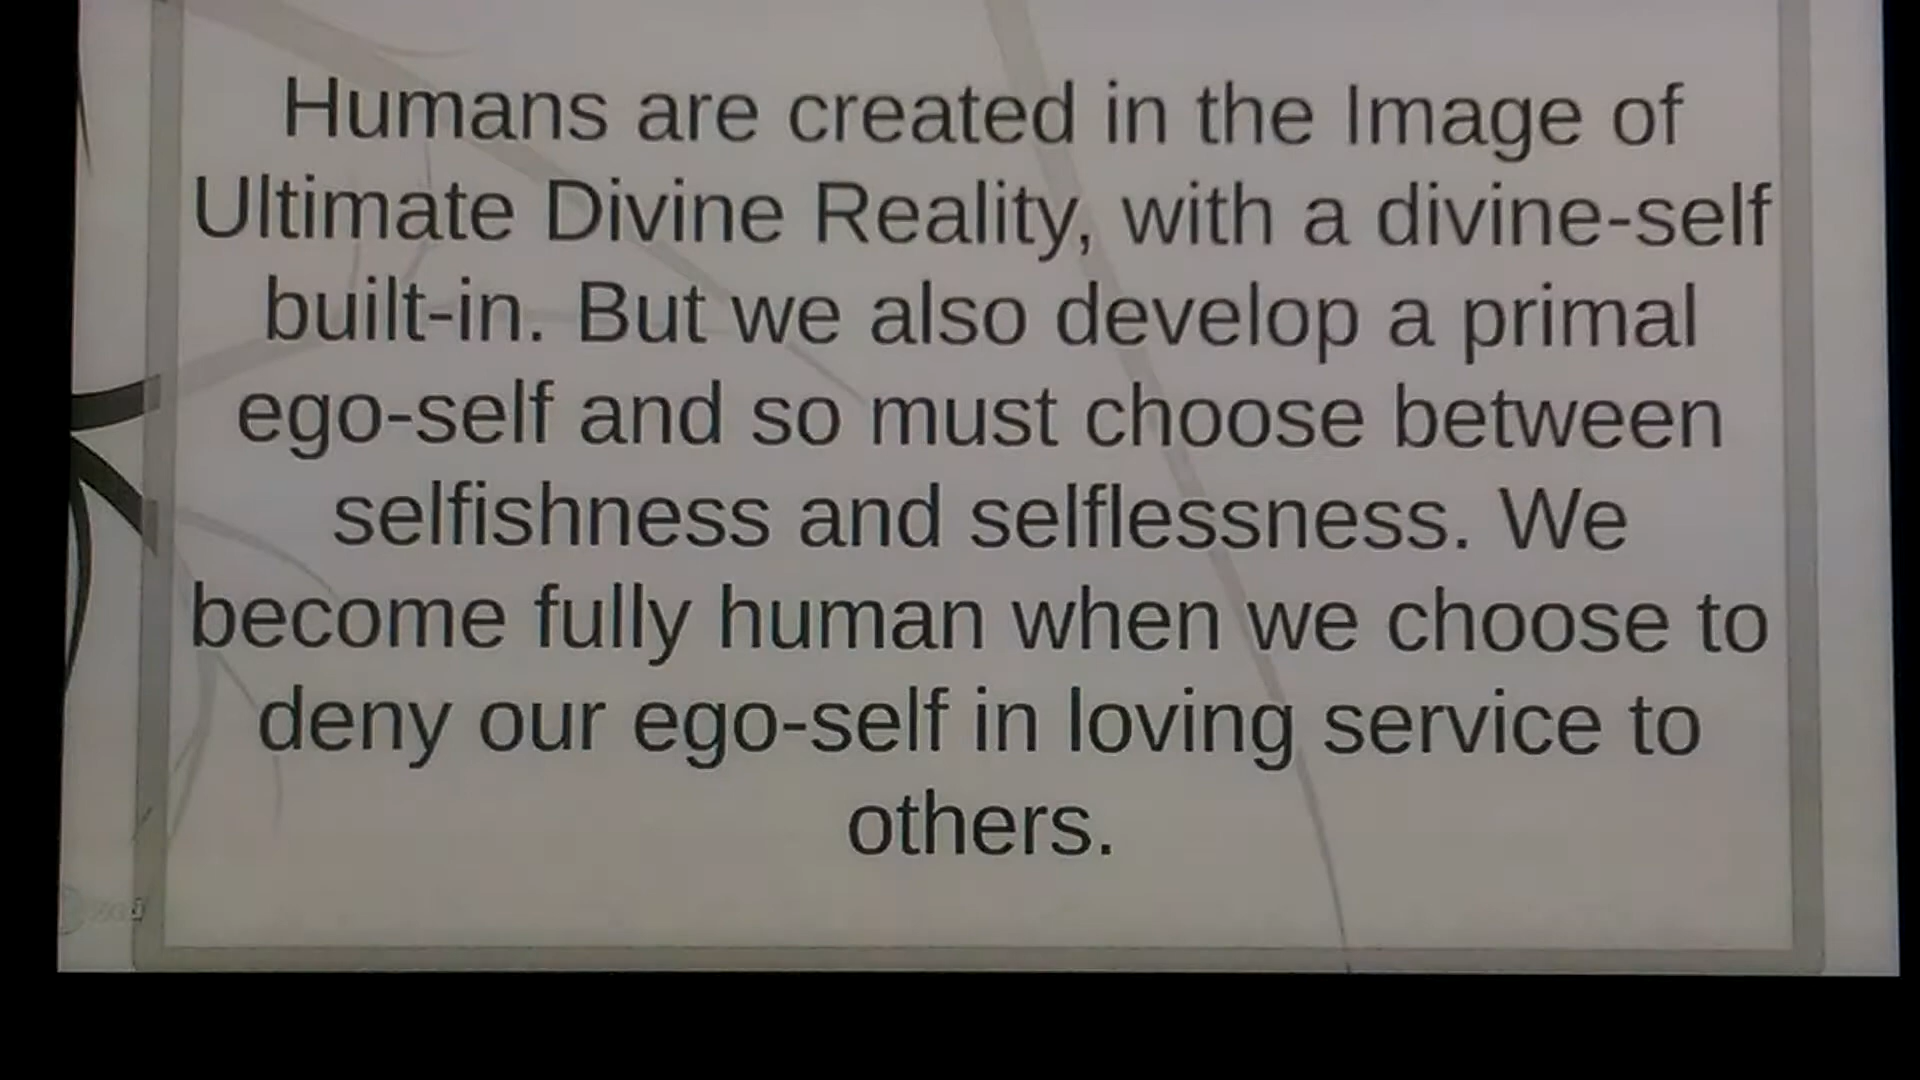 Humans are created in the Image of
Ultimate Divine Reality, with a divine-self
built-in. But we also develop a primal
ego-self and so must choose between
selfishness and selflessness. We
become fully human when we choose to
deny our ego-self in loving service to
others.